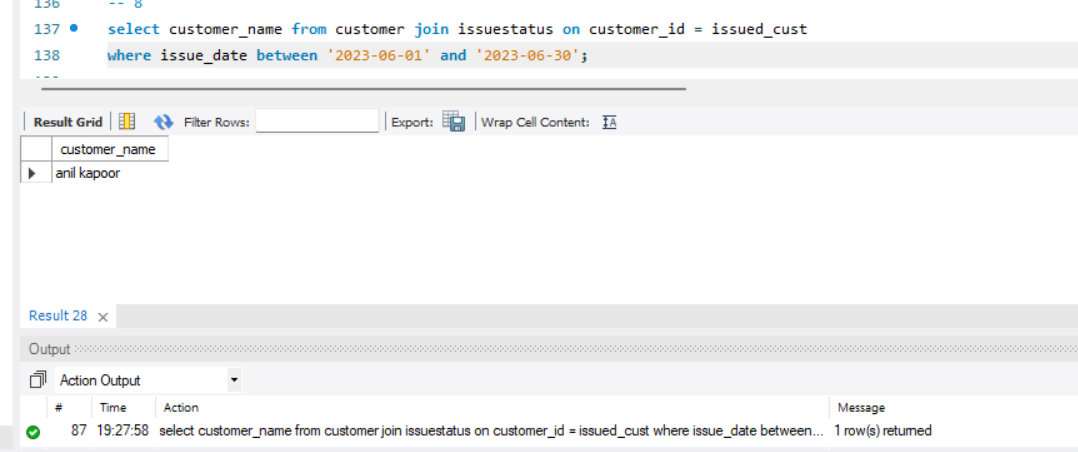 136 -- 8
137 select customer_name from customer join issuestatus on customer_id = issued_cust
138 where issue_date between '2023-06-01' and '2023-06-30';
Result Grid Filter Rows: Export: Wrap Cell Content: IA
customer_name
anil kapoor
Result 28
Output
Action Output
# Time Action Message
87 19:27:58 select customer_name from customer join issuestatus on customer_id = issued_cust where issue_date between... 1 row(s) returned